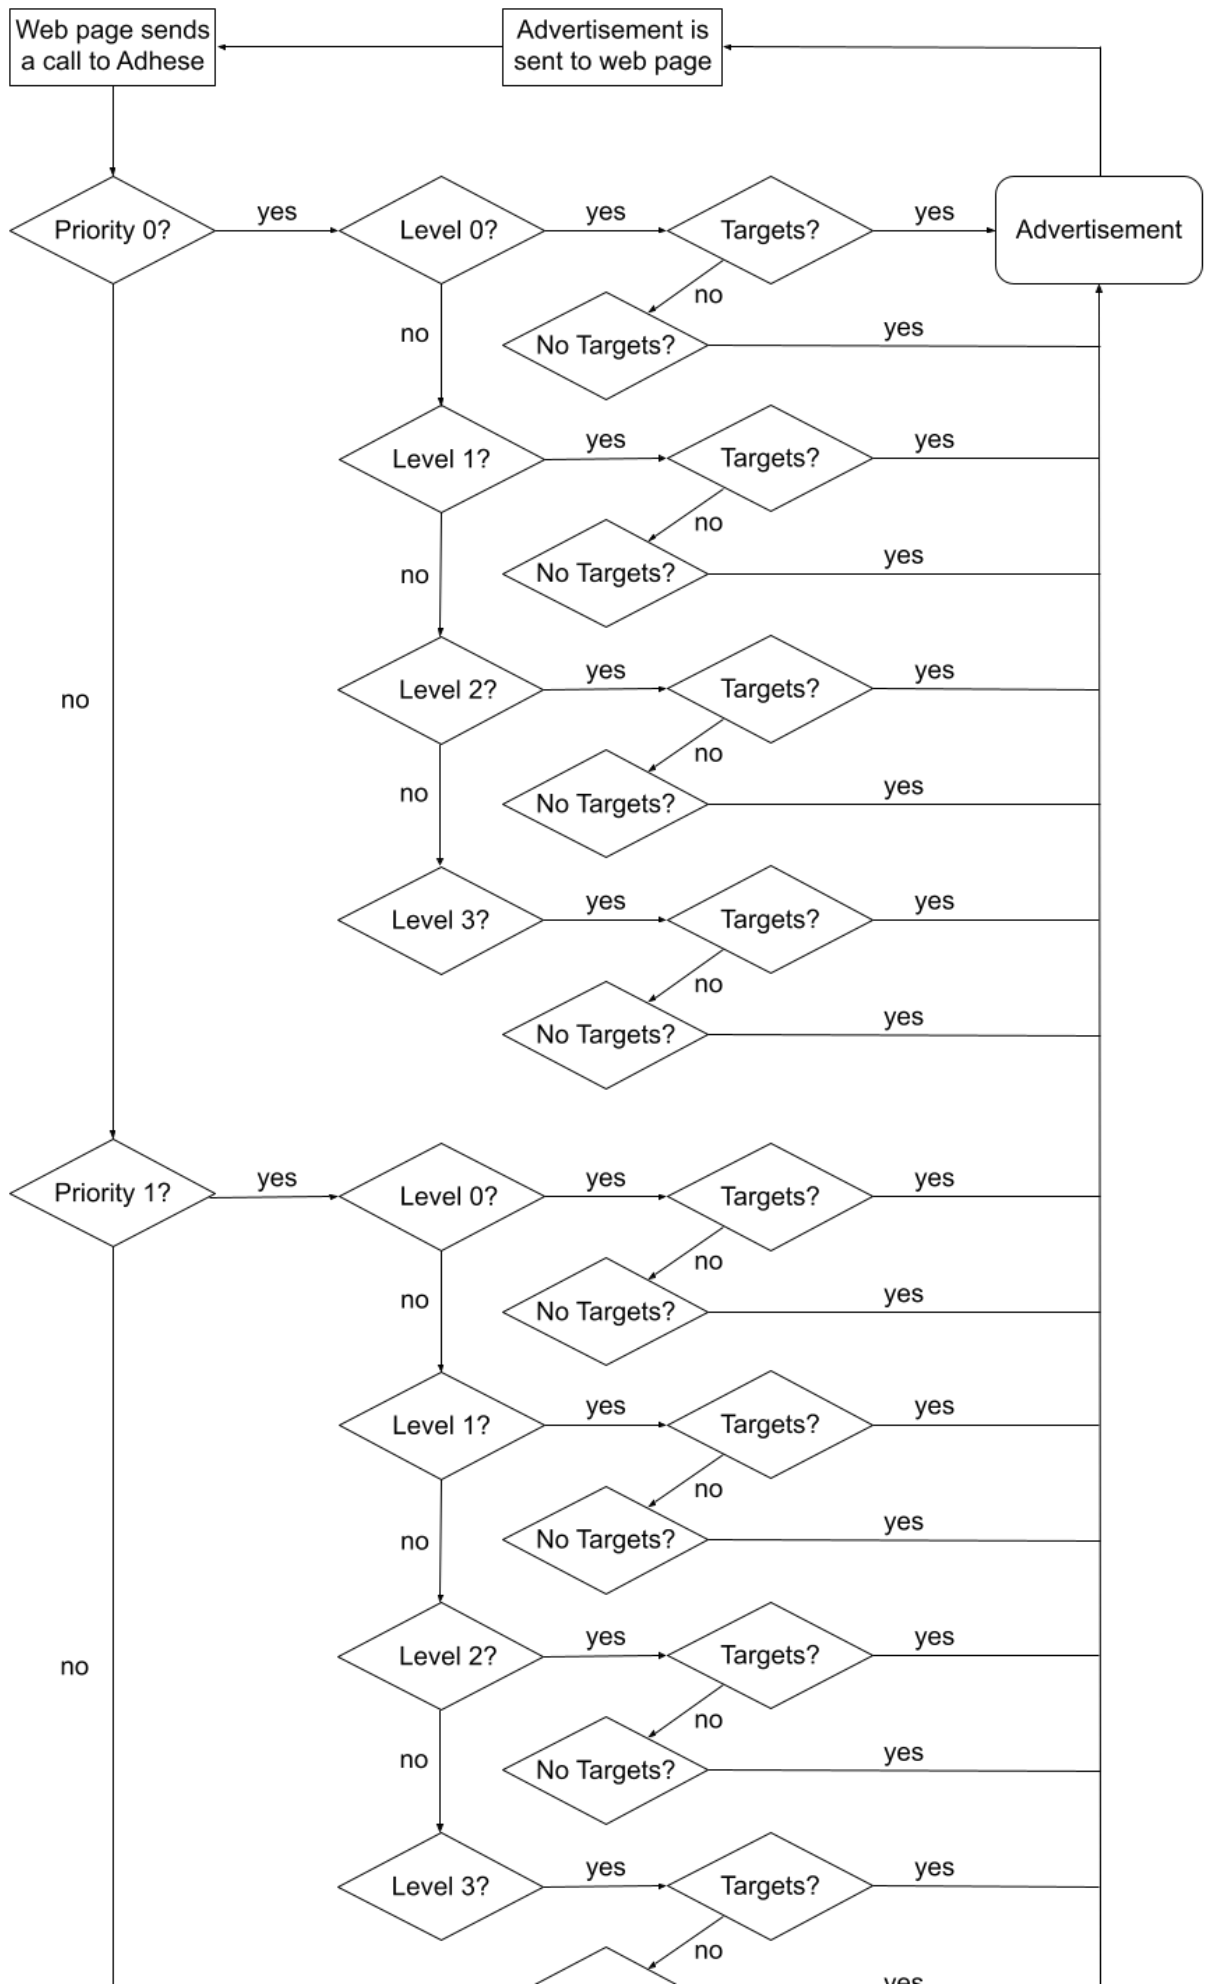 Web page sends
a call to Adhese
Advertisement is
sent to web page
Priority 0?
yes
Level 0?
yes
Targets?
yes
Advertisement
no
No Targets?
yes
no
Level 1?
yes
Targets?
yes
no
No Targets?
yes
no
Level 2?
yes
Targets?
yes
no
no
No Targets?
yes
no
Level 3?
yes
Targets?
yes
no
No Targets?
yes
Priority 1?
yes
Level 0?
yes
Targets?
yes
no
No Targets?
yes
no
Level 1?
yes
Targets?
yes
no
No Targets?
yes
no
Level 2?
yes
Targets?
yes
no
no
No Targets?
yes
no
Level 3?
yes
Targets?
yes
no
yes